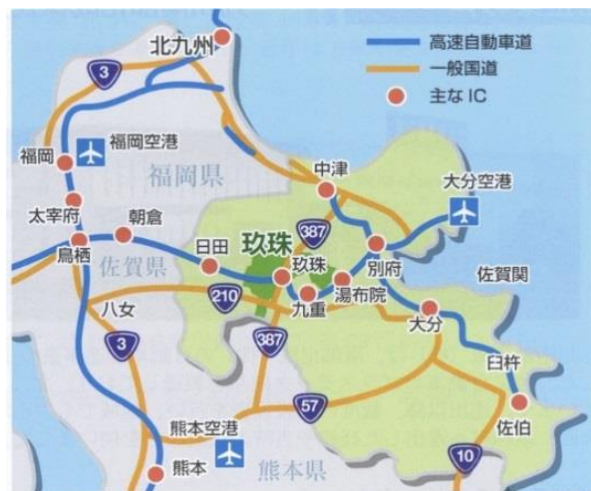 北九州
高速自動車道
一般国道
主なIC
3
福岡空港
福岡
福岡県
中津
大分空港
太宰府
朝倉
387
鳥栖
日田
玖珠
玖珠
別府
佐賀関
佐賀県
210
九重
湯布院
八女
大分
3
387
臼杵
57
熊本空港
佐伯
熊本
熊本県
10